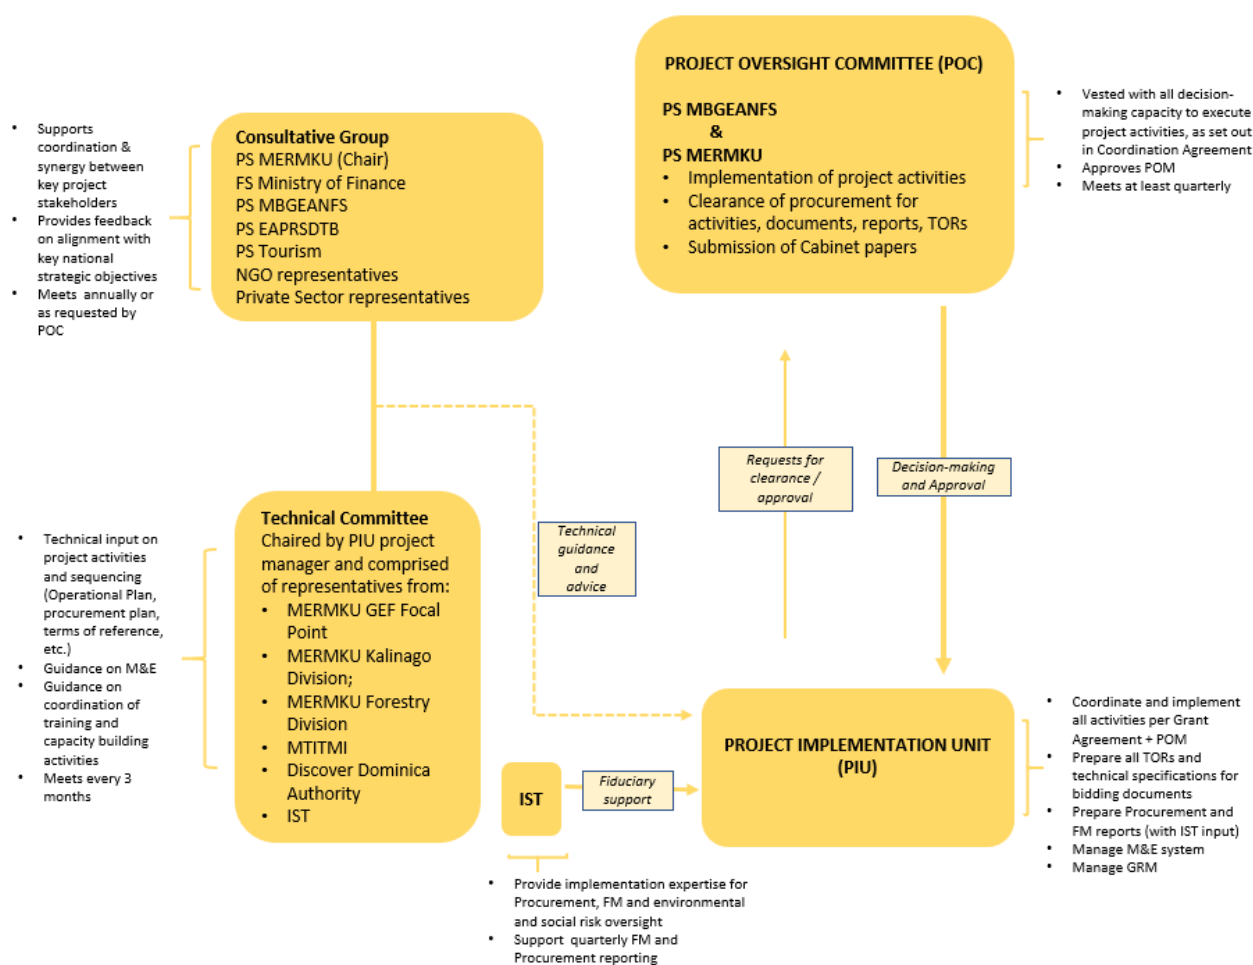 PROJECT OVERSIGHT COMMITTEE (POC)
PS MBGEANFS
&
PS MERMKU
• Implementation of project activities
• Clearance of procurement for
activities, documents, reports, TORs
• Submission of Cabinet papers
• Vested with all decision-
making capacity to execute
project activities, as set out
in Coordination Agreement
• Approves POM
• Meets at least quarterly
• Supports
coordination &
synergy between
key project
stakeholders
• Provides feedback
on alignment with
key national
strategic objectives
• Meets annually or
as requested by
POC
Consultative Group
PS MERMKU (Chair)
FS Ministry of Finance
PS MBGEANFS
PS EAPRSDTB
PS Tourism
NGO representatives
Private Sector representatives
Requests for
clearance /
approval
Decision-making
and Approval
Technical
guidance
and
advice
• Technical input on
project activities
and sequencing
(Operational Plan,
procurement plan,
terms of reference,
etc.)
• Guidance on M&E
• Guidance on
coordination of
training and
capacity building
activities
• Meets every 3
months
Technical Committee
Chaired by PIU project
manager and comprised
of representatives from:
• MERMKU GEF Focal
Point
• MERMKU Kalinago
Division;
• MERMKU Forestry
Division
• MTITMI
• Discover Dominica
Authority
• IST
IST
Fiduciary
support
• Provide implementation expertise for
Procurement, FM and environmental
and social risk oversight
• Support quarterly FM and
Procurement reporting
PROJECT IMPLEMENTATION UNIT
(PIU)
• Coordinate and implement
all activities per Grant
Agreement + POM
• Prepare all TORs and
technical specifications for
bidding documents
• Prepare Procurement and
FM reports (with IST input)
• Manage M&E system
• Manage GRM